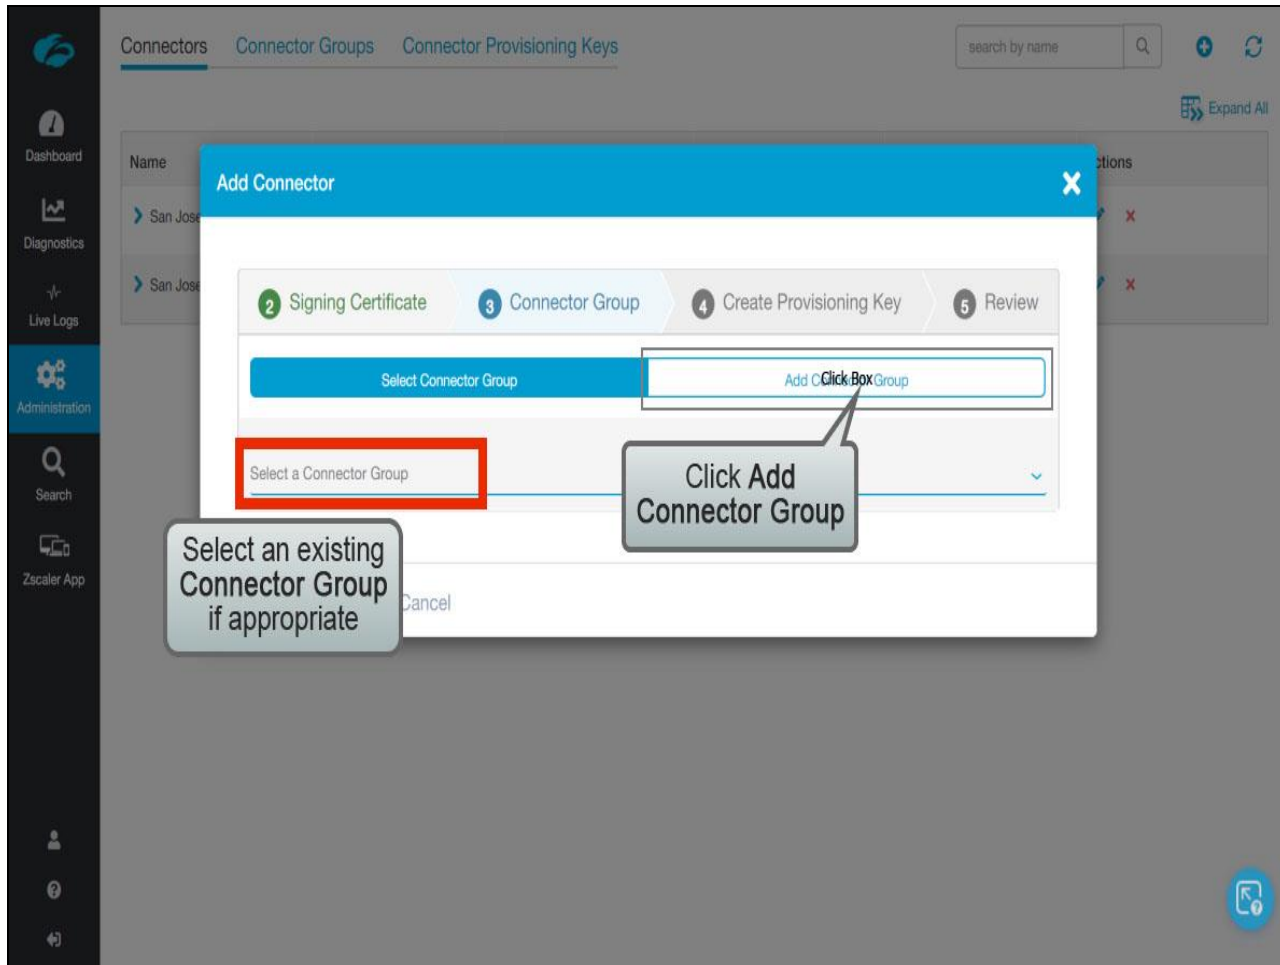 Connectors Connector Groups Connector Provisioning Keys search by name
Expand All
Dashboard
Diagnostics
Live Logs
Administration
Search
Zscaler App
Name
San Jose
San Jose
Add Connector
2 Signing Certificate 3 Connector Group 4 Create Provisioning Key 5 Review
Select Connector Group Add Group
Click Box
Select a Connector Group
Click Add
Connector Group
Select an existing
Connector Group
if appropriate
Cancel